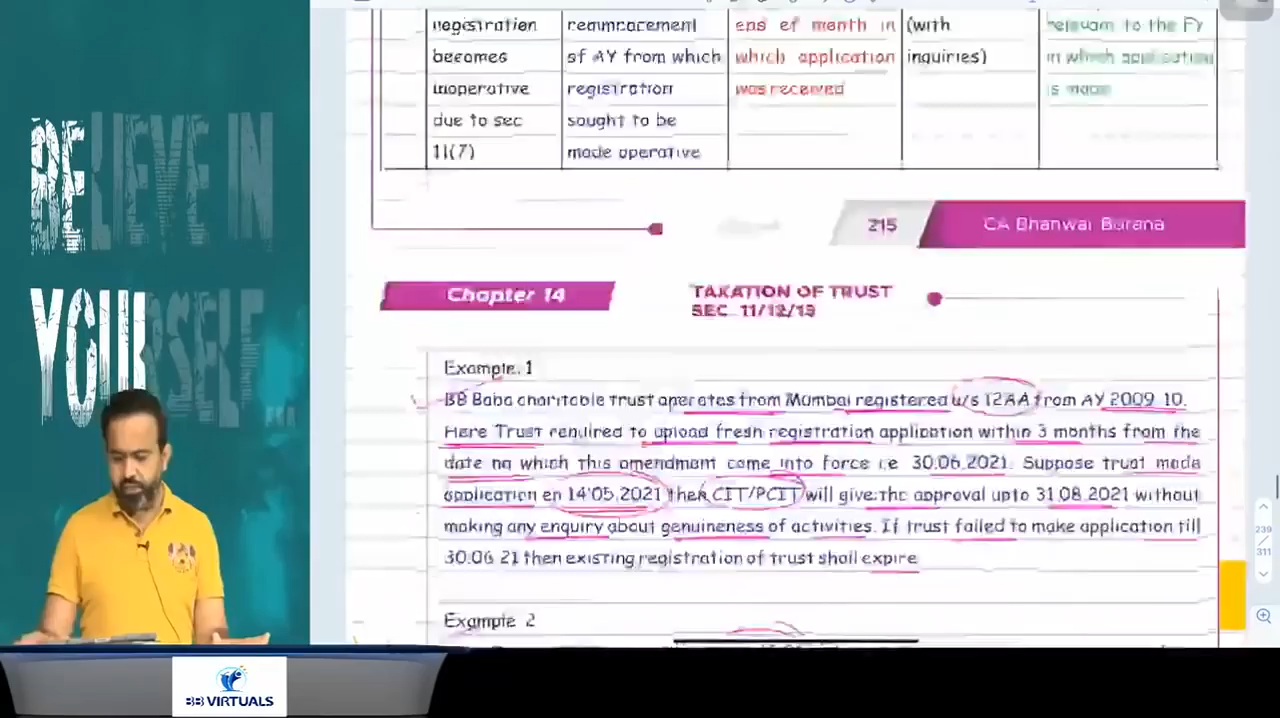 BELIEVE IN
YOURSELF...
registration
becomes
inoperative
due to sec
11(7)
commencement
of AY from which
registration
sought to be
made operative
end of month in
which application
was received
(with
inquiries)
relevant to the FY
in which application
is made
215
CA Bhanwar Borana
Chapter 14
TAXATION OF TRUST
SEC. 11/12/13
Example. 1
BB Baba charitable trust operates from Mumbai registered u/s 12AA from AY 2009 10.
Here Trust required to upload fresh registration application within 3 months from the
date on which this amendment come into force i.e 30.06.2021. Suppose trust made
application on 14.05.2021 then CIT/PCIT will give the approval upto 31.08.2021 without
making any enquiry about genuineness of activities. If trust failed to make application till
30.06 21 then existing registration of trust shall expire
Example 2
239
/
311
BB VIRTUALS